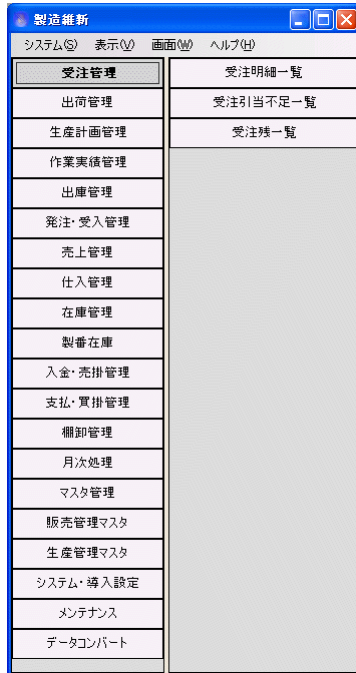 製造維新
システム(S) 表示(V) 画面(W) ヘルプ(H)
受注管理
出荷管理
生産計画管理
作業実績管理
出庫管理
発注・受入管理
売上管理
仕入管理
在庫管理
製番在庫
入金・売掛管理
支払・買掛管理
棚卸管理
月次処理
マスタ管理
販売管理マスタ
生産管理マスタ
システム・導入設定
メンテナンス
データコンバート
受注明細一覧
受注引当不足一覧
受注残一覧